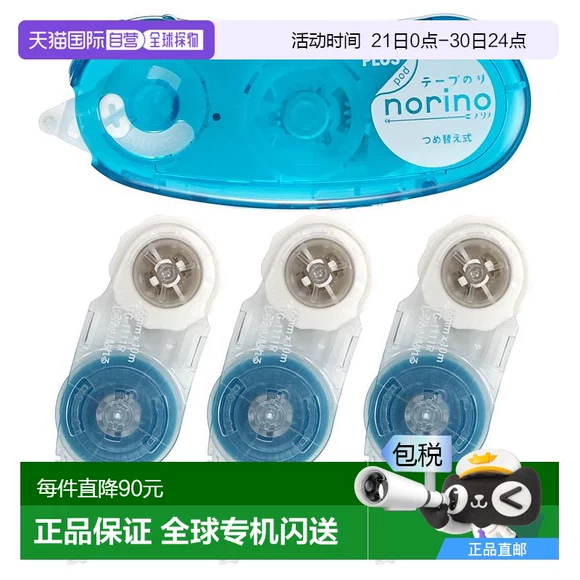 天猫国际 自营 全球探物
活动时间 21日0点-30日24点
PLUS
pod
テープのり
norino
ノリノ
つめ替え式
包税
每件直降90元
正品保证 全球专机闪送
正品直邮